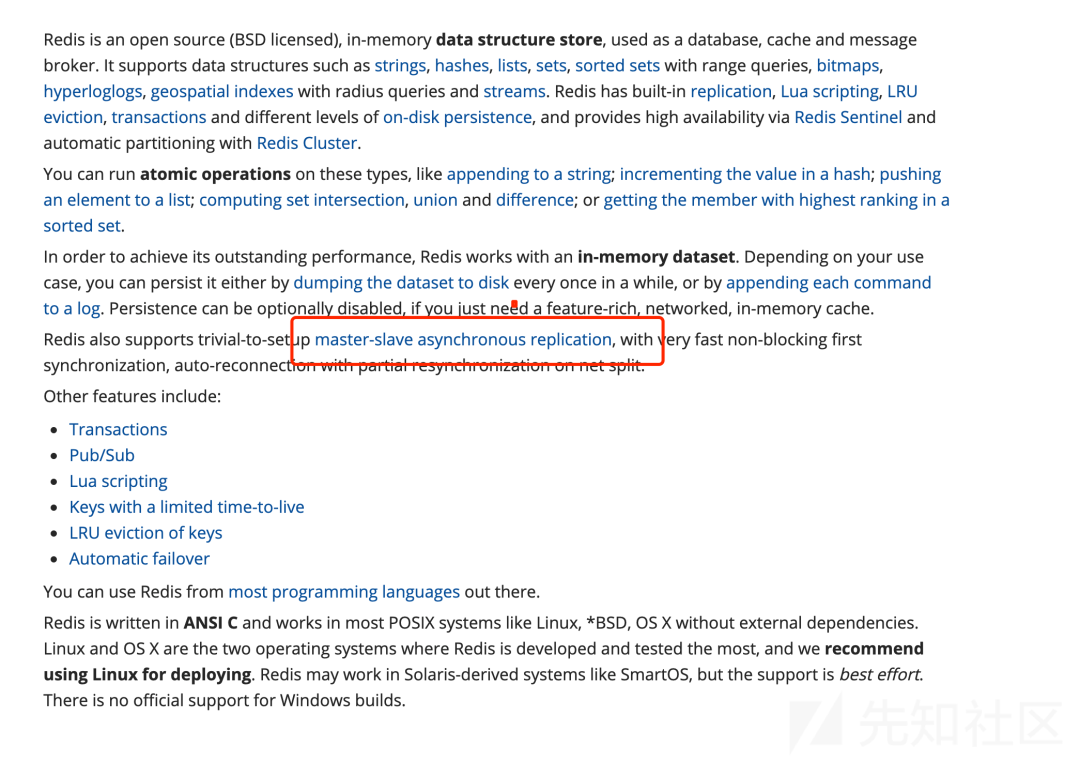 Redis is an open source (BSD licensed), in-memory data structure store, used as a database, cache and message
broker. It supports data structures such as strings, hashes, lists, sets, sorted sets with range queries, bitmaps,
hyperloglogs, geospatial indexes with radius queries and streams. Redis has built-in replication, Lua scripting, LRU
eviction, transactions and different levels of on-disk persistence, and provides high availability via Redis Sentinel and
automatic partitioning with Redis Cluster.
You can run atomic operations on these types, like appending to a string; incrementing the value in a hash; pushing
an element to a list; computing set intersection, union and difference; or getting the member with highest ranking in a
sorted set.
In order to achieve its outstanding performance, Redis works with an in-memory dataset. Depending on your use
case, you can persist it either by dumping the dataset to disk every once in a while, or by appending each command
to a log. Persistence can be optionally disabled, if you just need a feature-rich, networked, in-memory cache.
Redis also supports trivial-to-setup master-slave asynchronous replication, with very fast non-blocking first
synchronization, auto-reconnection with partial resynchronization on net split.
Other features include:
Transactions
Pub/Sub
Lua scripting
Keys with a limited time-to-live
LRU eviction of keys
Automatic failover
You can use Redis from most programming languages out there.
Redis is written in ANSI C and works in most POSIX systems like Linux, *BSD, OS X without external dependencies.
Linux and OS X are the two operating systems where Redis is developed and tested the most, and we recommend
using Linux for deploying. Redis may work in Solaris-derived systems like SmartOS, but the support is best effort.
There is no official support for Windows builds.
先知社区